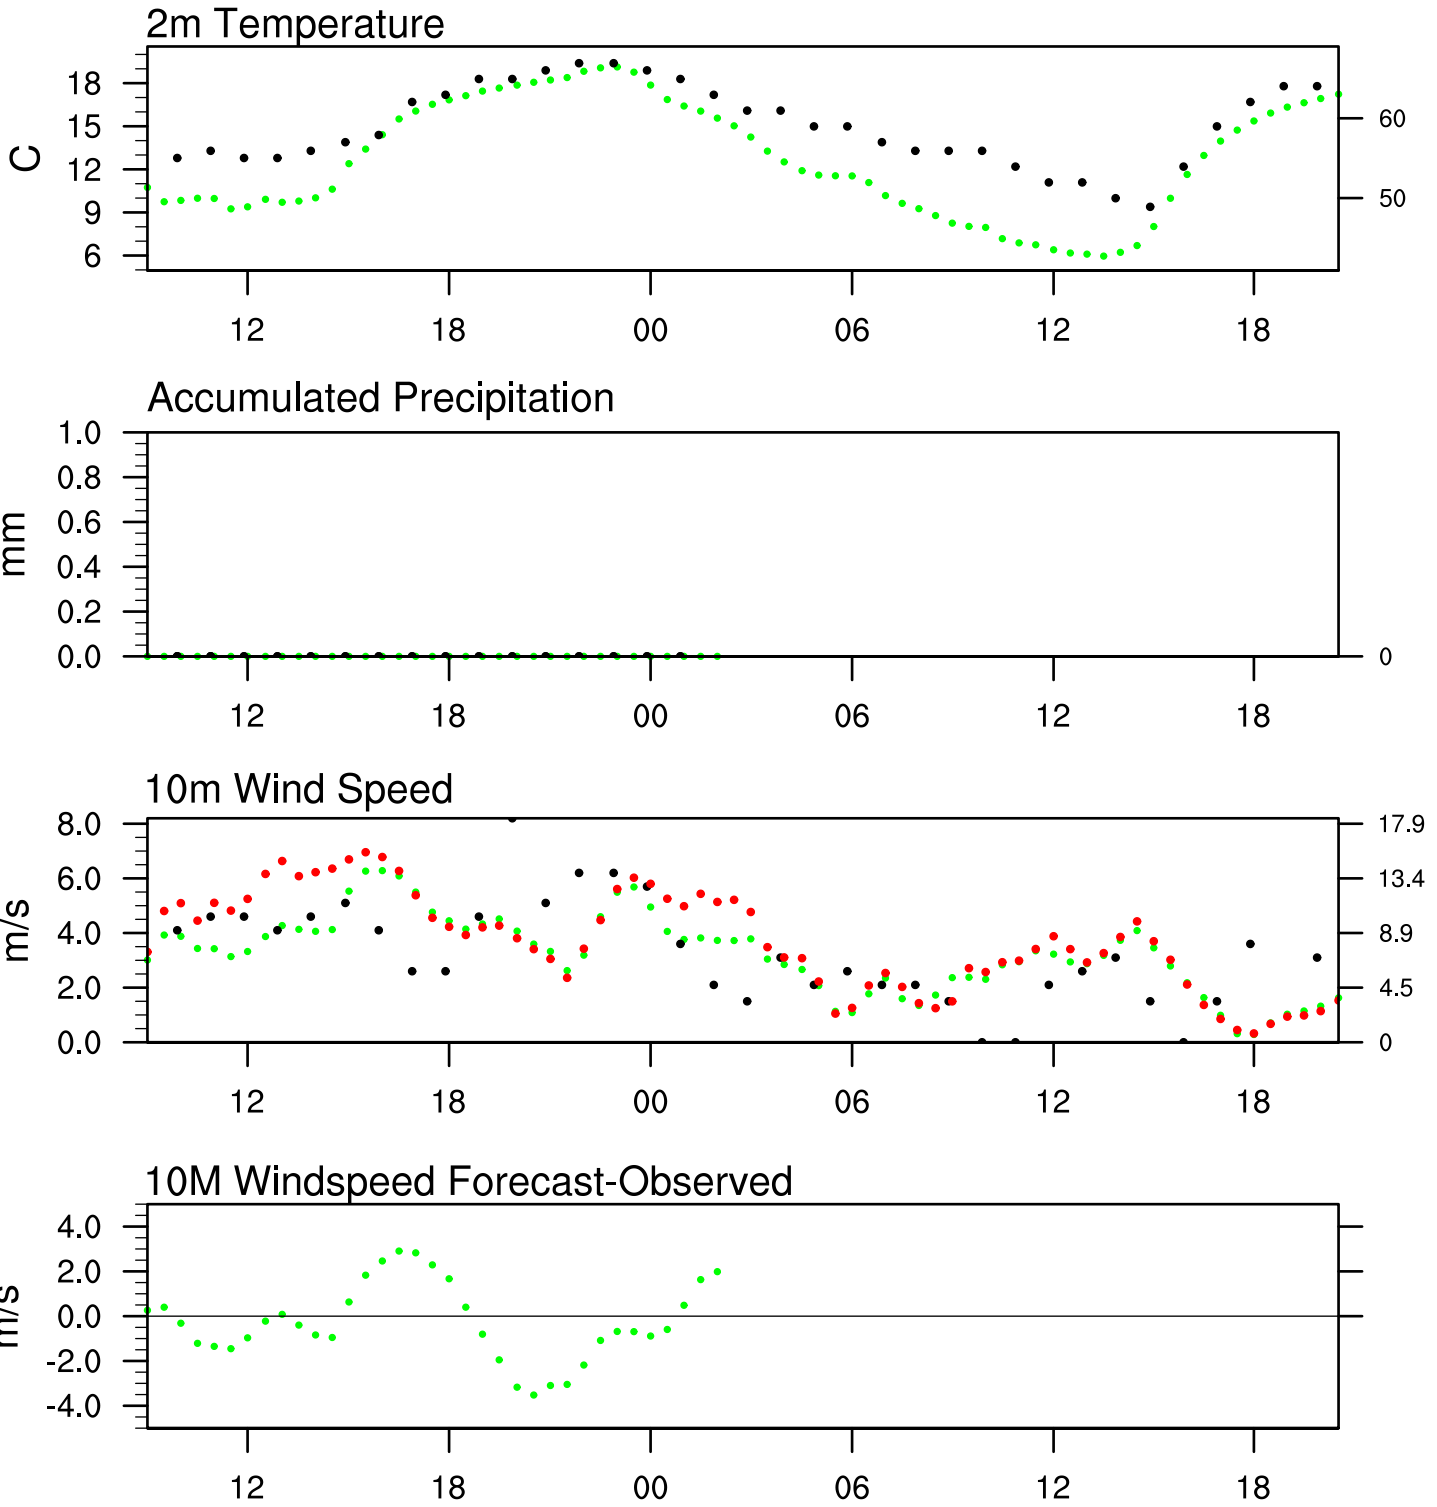 2m Temperature
18
15
12
9
6
C
60
50
12 18 00 06 12 18
Accumulated Precipitation
1.0
0.8
0.6
0.4
0.2
0.0
mm
0
12 18 00 06 12 18
10m Wind Speed
8.0
6.0
4.0
2.0
0.0
m/s
17.9
13.4
8.9
4.5
0
12 18 00 06 12 18
10M Windspeed Forecast-Observed
4.0
2.0
0.0
-2.0
-4.0
m/s
12 18 00 06 12 18